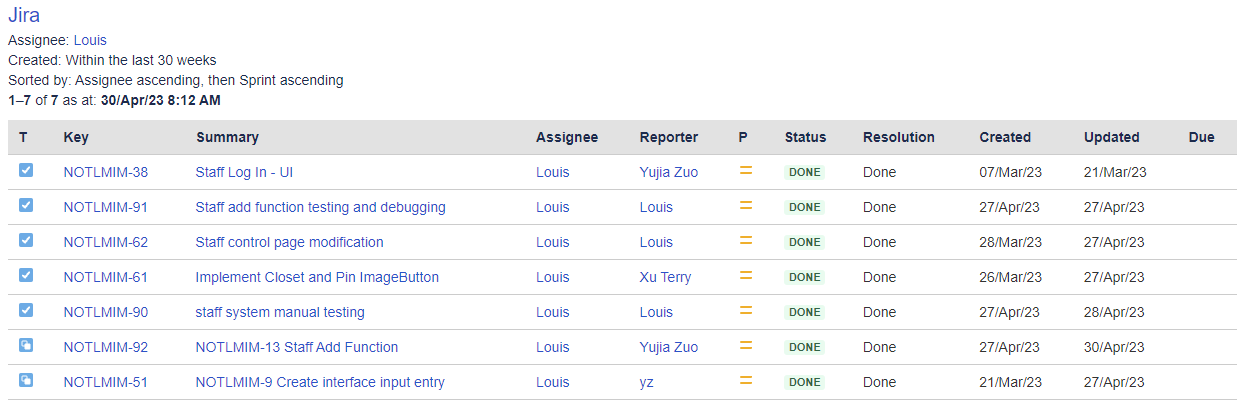 Jira
Assignee: Louis
Created: Within the last 30 weeks
Sorted by: Assignee ascending, then Sprint ascending
1–7 of 7 as at: 30/Apr/23 8:12 AM
T Key Summary Assignee Reporter P Status Resolution Created Updated Due
NOTLMIM-38 Staff Log In - UI Louis Yujia Zuo DONE Done 07/Mar/23 21/Mar/23
NOTLMIM-91 Staff add function testing and debugging Louis Louis DONE Done 27/Apr/23 27/Apr/23
NOTLMIM-62 Staff control page modification Louis Louis DONE Done 28/Mar/23 27/Apr/23
NOTLMIM-61 Implement Closet and Pin ImageButton Louis Xu Terry DONE Done 26/Mar/23 27/Apr/23
NOTLMIM-90 staff system manual testing Louis Louis DONE Done 27/Apr/23 28/Apr/23
NOTLMIM-92 NOTLMIM-13 Staff Add Function Louis Yujia Zuo DONE Done 27/Apr/23 30/Apr/23
NOTLMIM-51 NOTLMIM-9 Create interface input entry Louis yz DONE Done 21/Mar/23 27/Apr/23